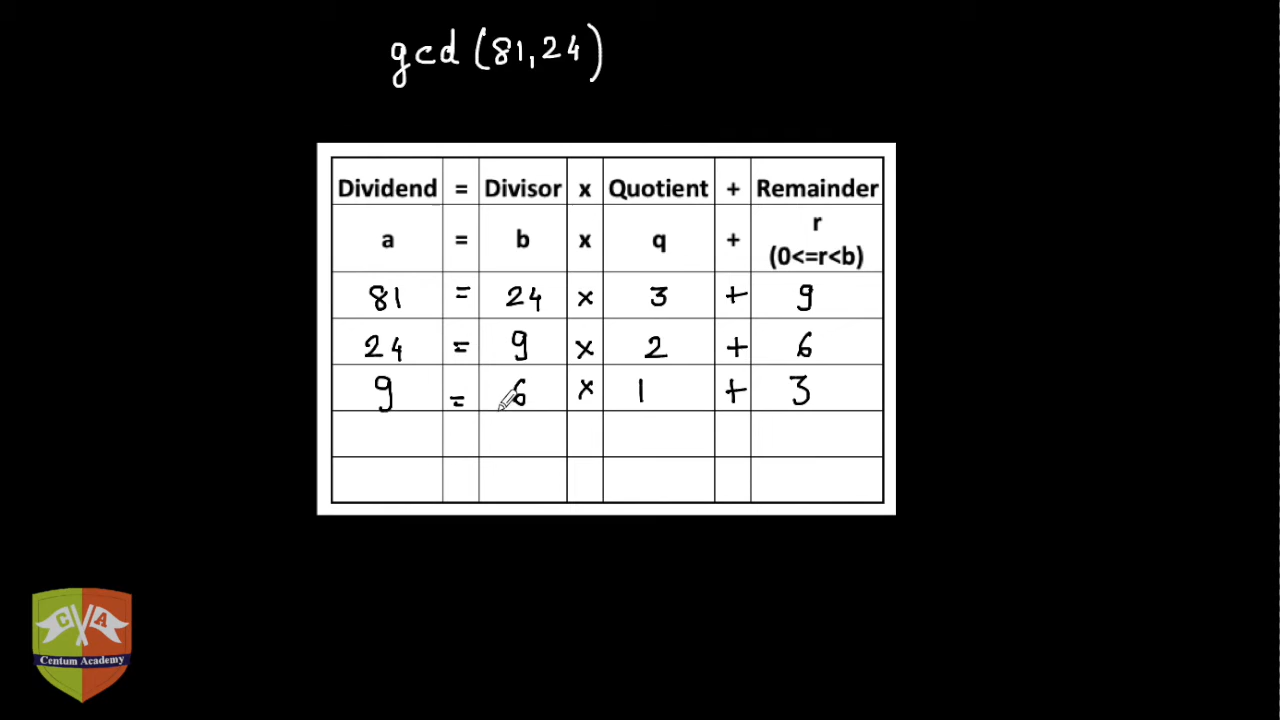 gcd (81,24)
Dividend = Divisor x Quotient + Remainder
a = b x q + r
(0<=r<b)
81 = 24 x 3 + 9
24 = 9 x 2 + 6
9 = 6 x 1 + 3
C A
Centum Academy